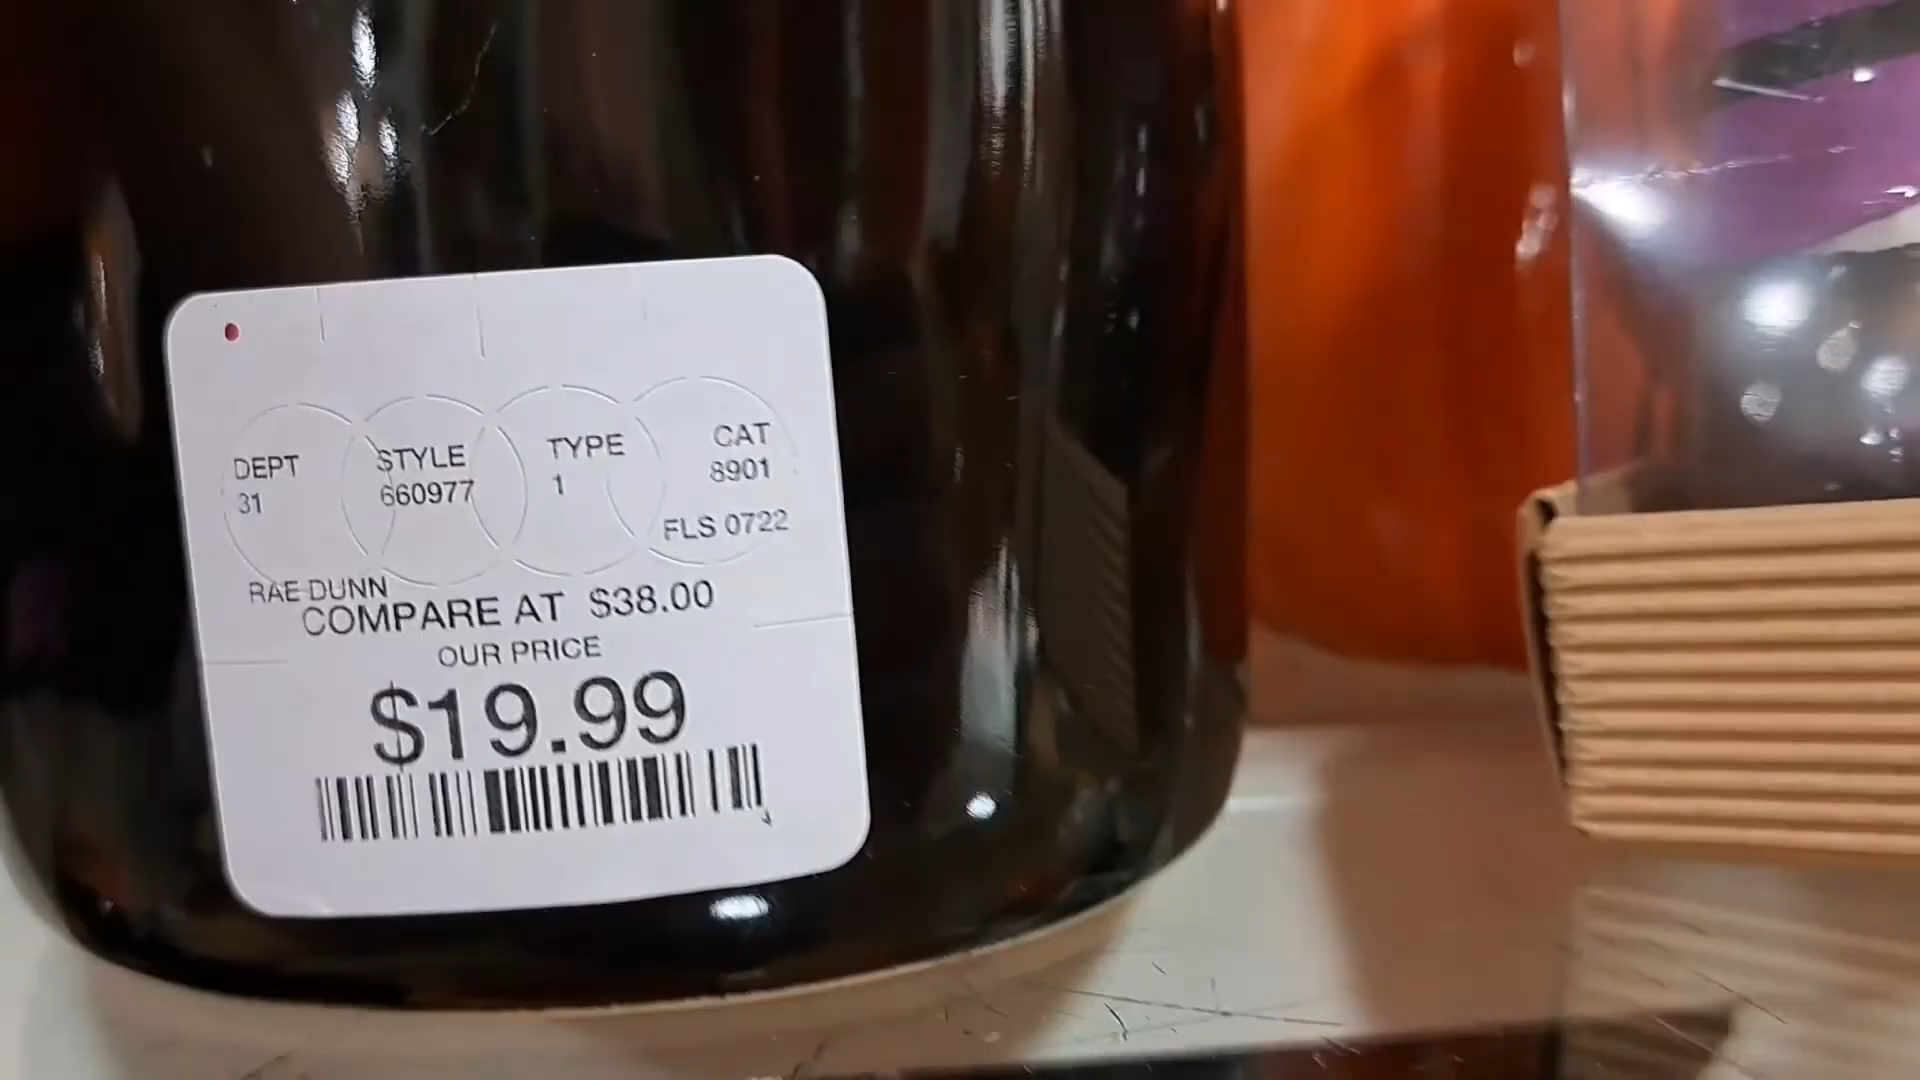 DEPT STYLE TYPE CAT
31 660977 1 8901
FLS 0722
RAE DUNN
COMPARE AT $38.00
OUR PRICE
$19.99